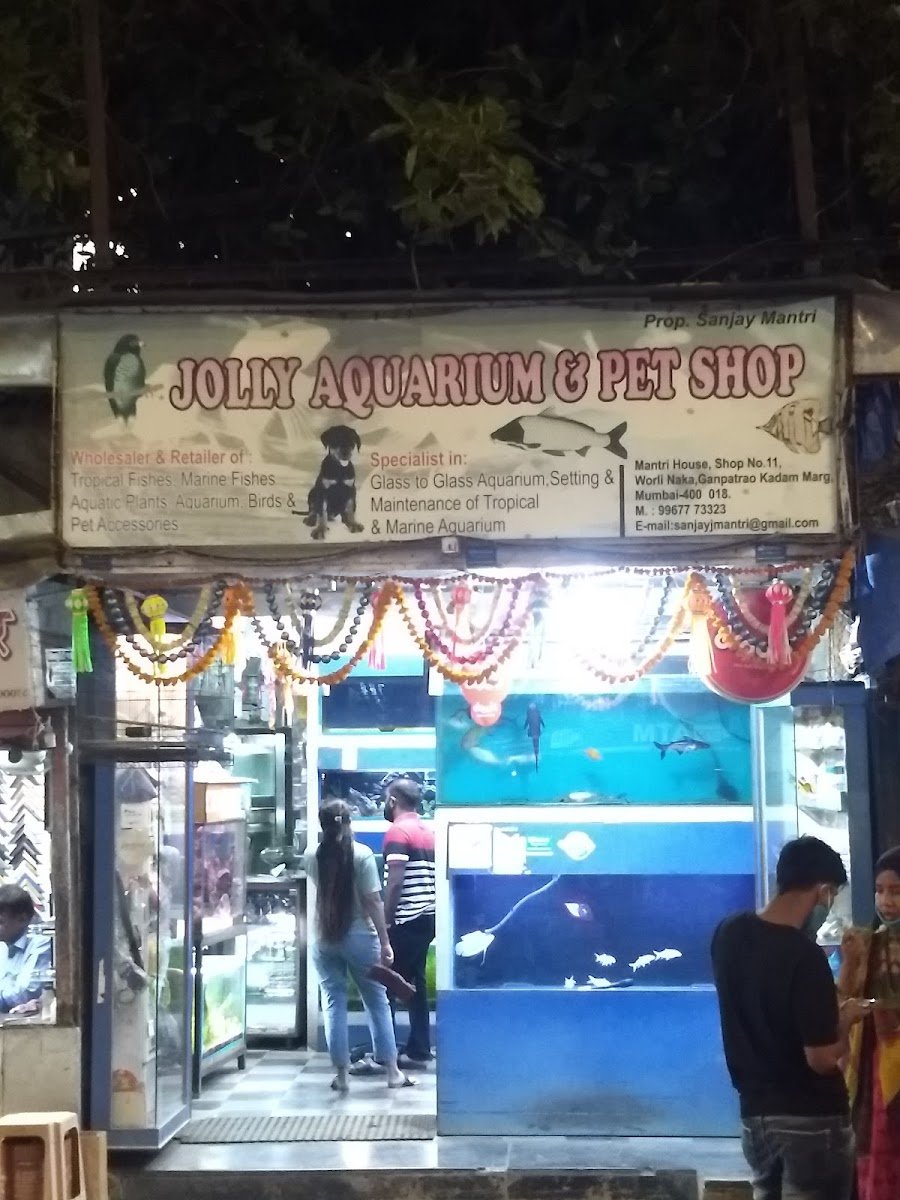 Prop. Sanjay Mantri
JOLLY AQUARIUM & PET SHOP
Wholesaler & Retailer of :
Tropical Fishes, Marine Fishes
Aquatic Plants, Aquarium, Birds &
Pet Accessories
Specialist in:
Glass to Glass Aquarium,Setting &
Maintenance of Tropical
& Marine Aquarium
Mantri House, Shop No.11,
Worli Naka,Ganpatrao Kadam Marg,
Mumbai-400 018.
M. : 99677 73323
E-mail:sanjayjmantri@gmail.com